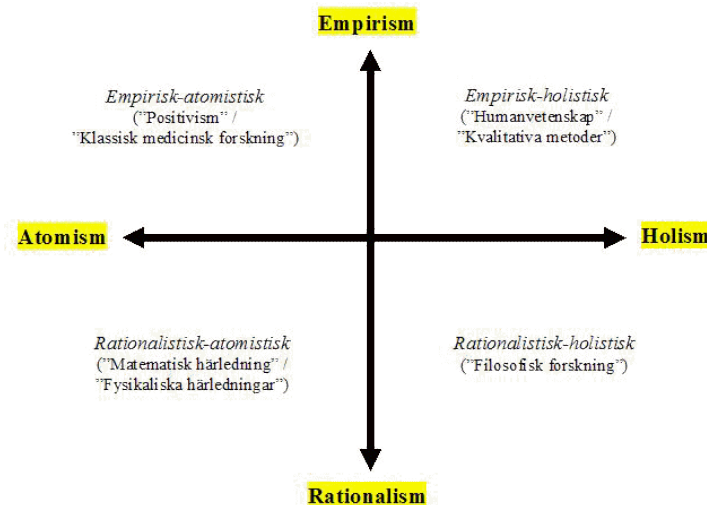 Empirism
Empirisk-atomistisk
(”Positivism” /
”Klassisk medicinsk forskning”)
Empirisk-holistisk
(”Humanvetenskap” /
”Kvalitativa metoder”)
Atomism
Holism
Rationalistisk-atomistisk
(”Matematisk härledning” /
”Fysikaliska härledningar”)
Rationalistisk-holistisk
(”Filosofisk forskning”)
Rationalism